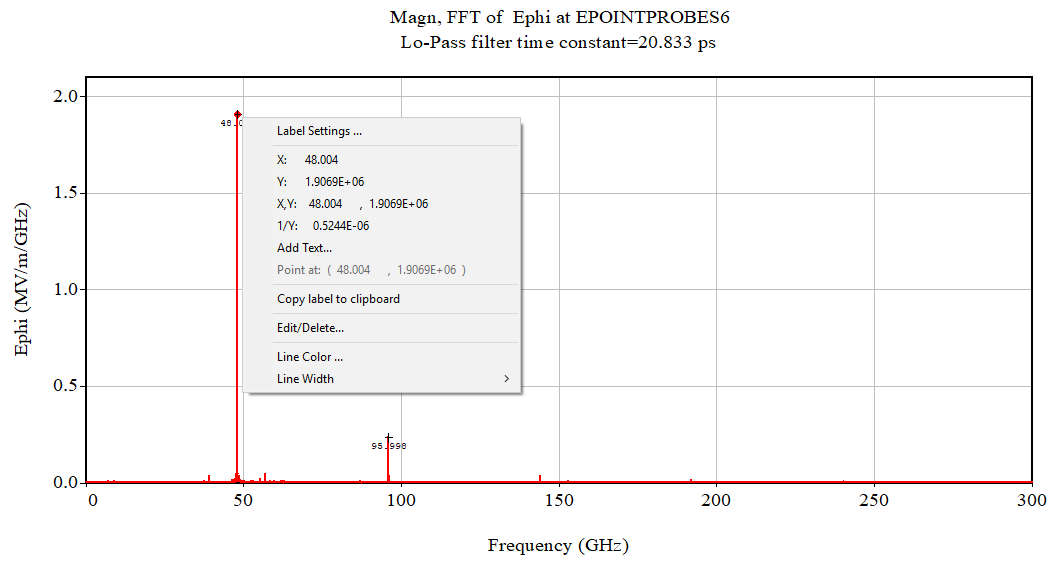 Magn, FFT of  Ephi at EPOINTPROBES6
Lo-Pass filter time constant=20.833 ps
2.0
1.5
1.0
0.5
0.0
Ephi (MV/m/GHz)
48.0
Label Settings ...
X: 48.004
Y: 1.9069E+06
X,Y: 48.004 , 1.9069E+06
1/Y: 0.5244E-06
Add Text...
Point at: ( 48.004 , 1.9069E+06 )
Copy label to clipboard
Edit/Delete...
Line Color ...
Line Width
0 50 100 150 200 250 300
Frequency (GHz)